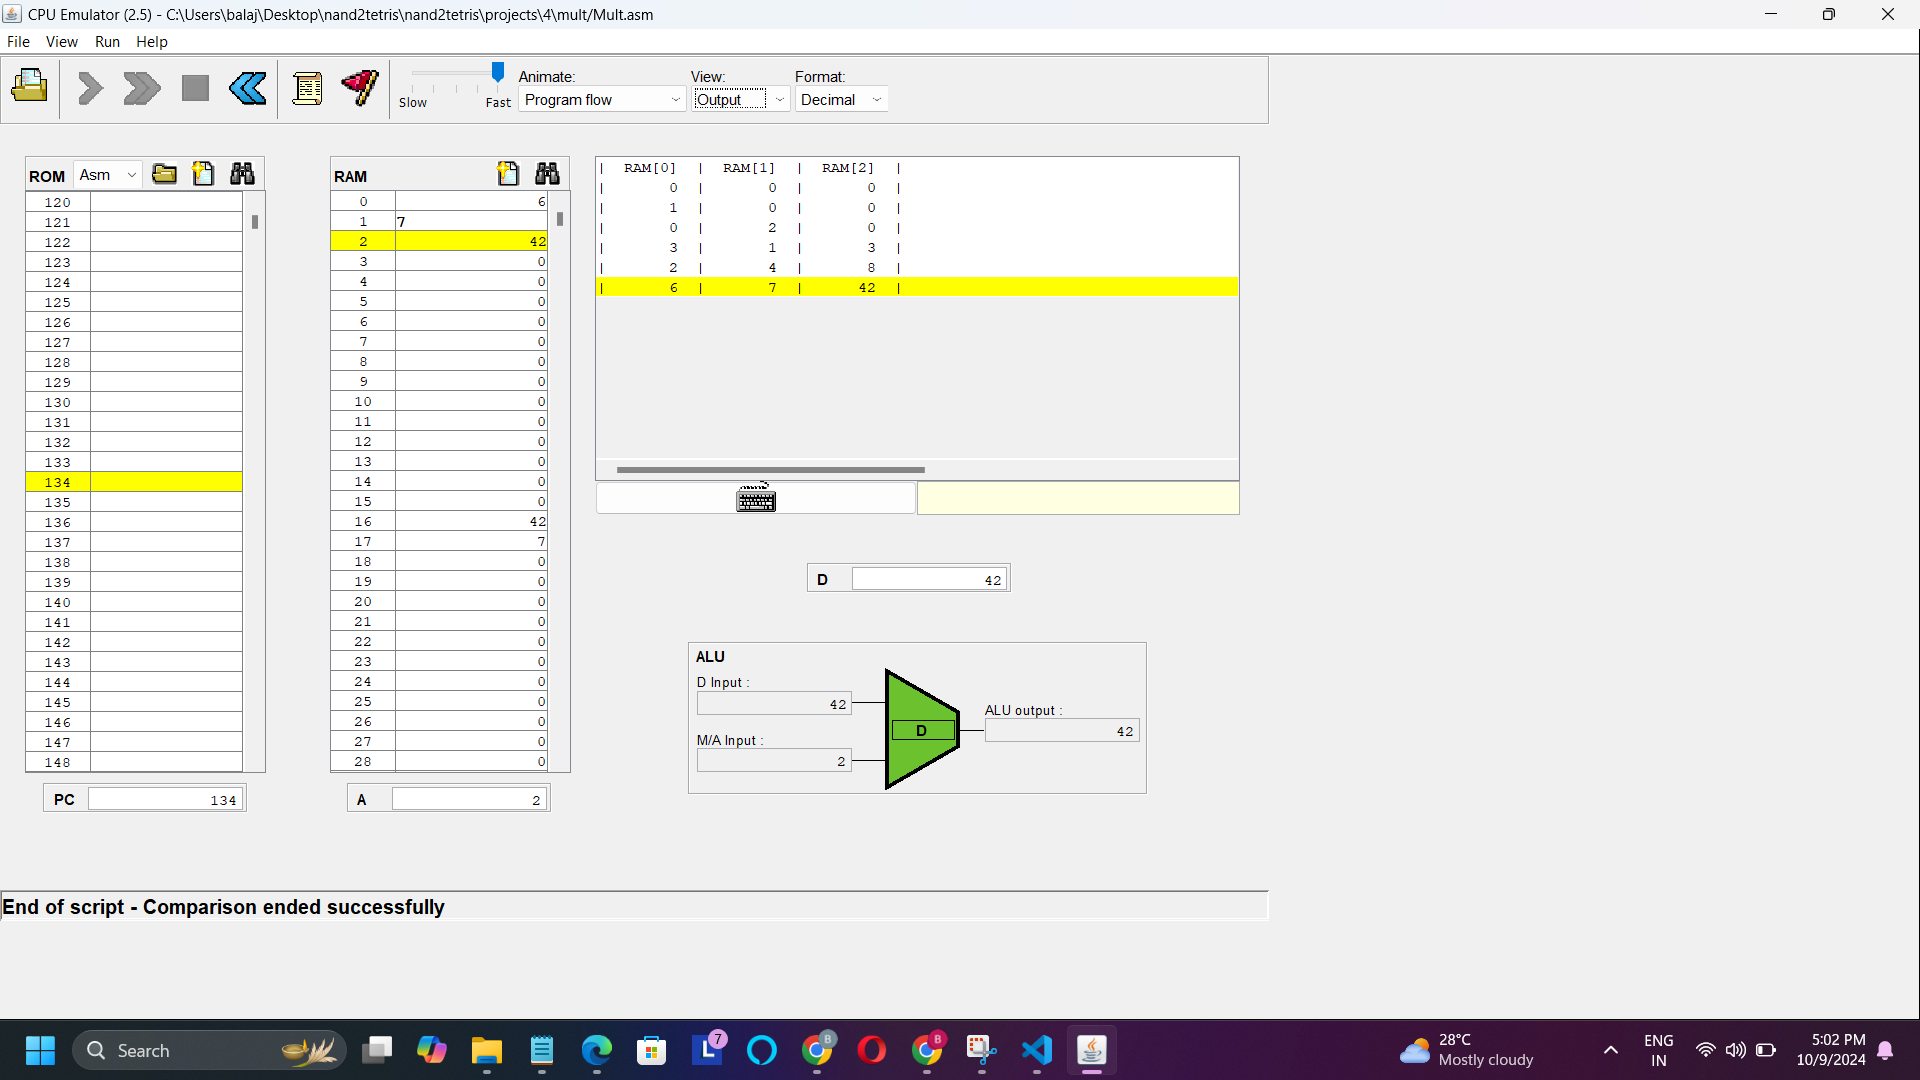 CPU Emulator (2.5) - C:\Users\balaj\Desktop\nand2tetris\nand2tetris\projects\4\mult/Mult.asm
File View Run Help
Slow Fast
Animate: View: Format:
Program flow Output Decimal
ROM Asm
120
121
122
123
124
125
126
127
128
129
130
131
132
133
134
135
136
137
138
139
140
141
142
143
144
145
146
147
148
PC 134
RAM
0 6
1 7
2 42
3 0
4 0
5 0
6 0
7 0
8 0
9 0
10 0
11 0
12 0
13 0
14 0
15 0
16 42
17 7
18 0
19 0
20 0
21 0
22 0
23 0
24 0
25 0
26 0
27 0
28 0
A 2
| RAM[0] | RAM[1] | RAM[2] |
| 0 | 0 | 0 |
| 1 | 0 | 0 |
| 0 | 2 | 0 |
| 3 | 1 | 3 |
| 2 | 4 | 8 |
| 6 | 7 | 42 |
D 42
ALU
D Input :
42
M/A Input :
2
D
ALU output :
42
End of script - Comparison ended successfully
Search
L 7
B
B
28°C
Mostly cloudy
ENG
IN
5:02 PM
10/9/2024